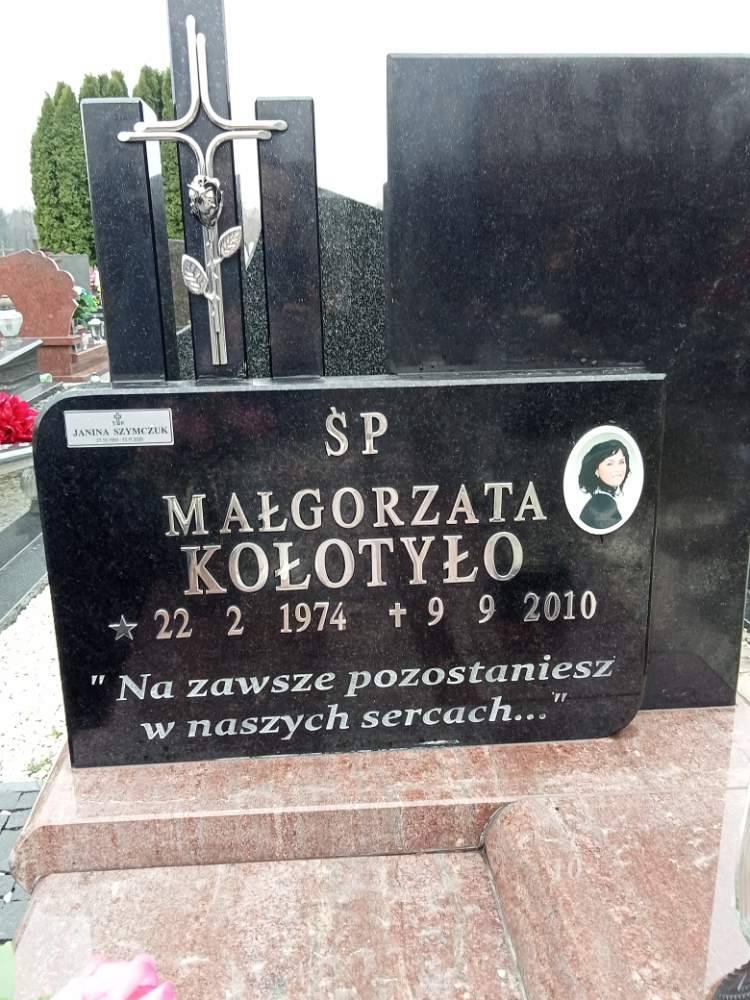 JANINA SZYMCZUK
ŚP
MAŁGORZATA
KOŁOTYŁO
22 2 1974 9 9 2010
" Na zawsze pozostaniesz
w naszych sercach..."